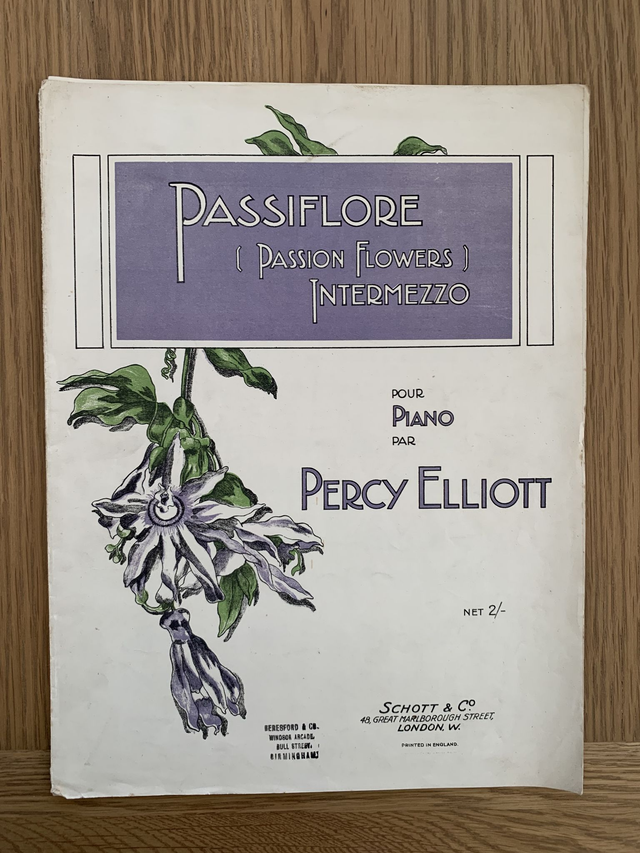 PASSIFLORE
( PASSION FLOWERS )
INTERMEZZO
POUR
PIANO
PAR
PERCY ELLIOTT
NET 2/-
SCHOTT & Co
48, GREAT MARLBOROUGH STREET,
LONDON, W.
PRINTED IN ENGLAND.
BERESFORD & CO.
WINDSOR ARCADE,
BULL STREET,
BIRMINGHAM